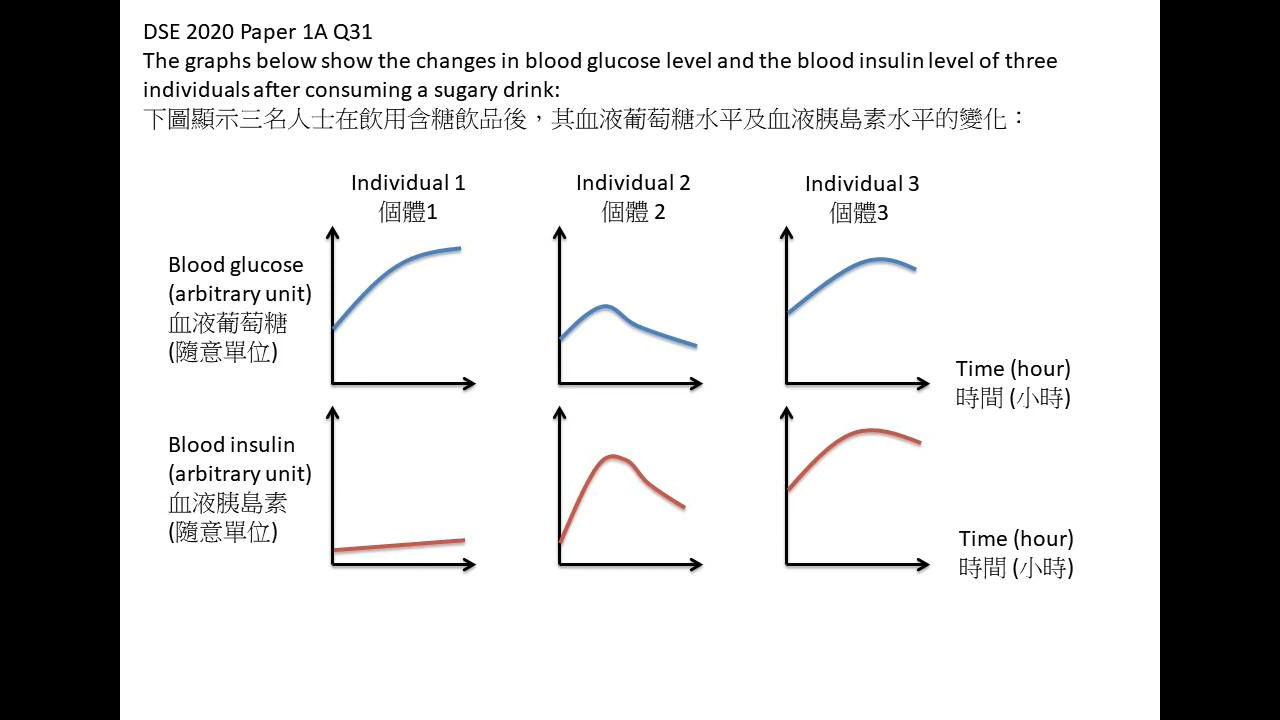 DSE 2020 Paper 1A Q31
The graphs below show the changes in blood glucose level and the blood insulin level of three
individuals after consuming a sugary drink:
下圖顯示三名人士在飲用含糖飲品後，其血液葡萄糖水平及血液胰島素水平的變化：
Individual 1
個體1
Individual 2
個體 2
Individual 3
個體3
Blood glucose
(arbitrary unit)
血液葡萄糖
(隨意單位)
Time (hour)
時間 (小時)
Blood insulin
(arbitrary unit)
血液胰島素
(隨意單位)
Time (hour)
時間 (小時)